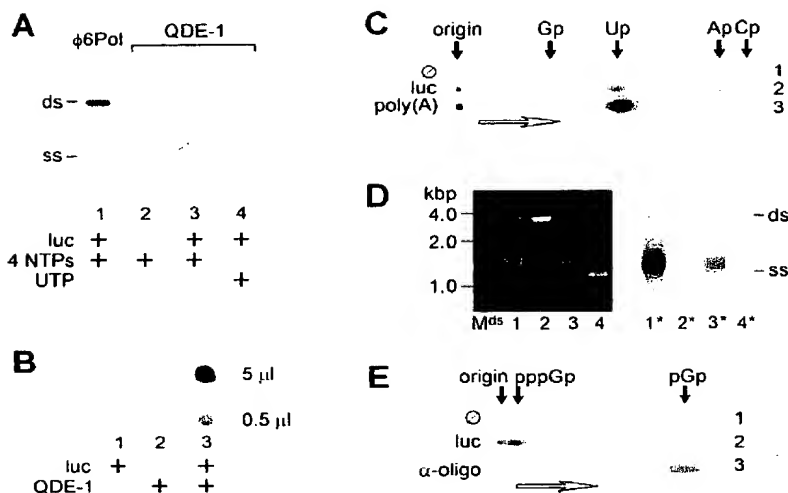 A
ϕ6Pol
QDE-1
ds
ss
1 2 3 4
luc + + +
4 NTPs + + +
UTP +
B
5 μl
0.5 μl
1 2 3
luc + +
QDE-1 + +
C
origin Gp Up Ap Cp
∅ 1
luc 2
poly(A) 3
D
kbp
4.0
2.0
1.0
ds
ss
Mds 1 2 3 4 1* 2* 3* 4*
E
origin pppGp pGp
∅ 1
luc 2
α-oligo 3